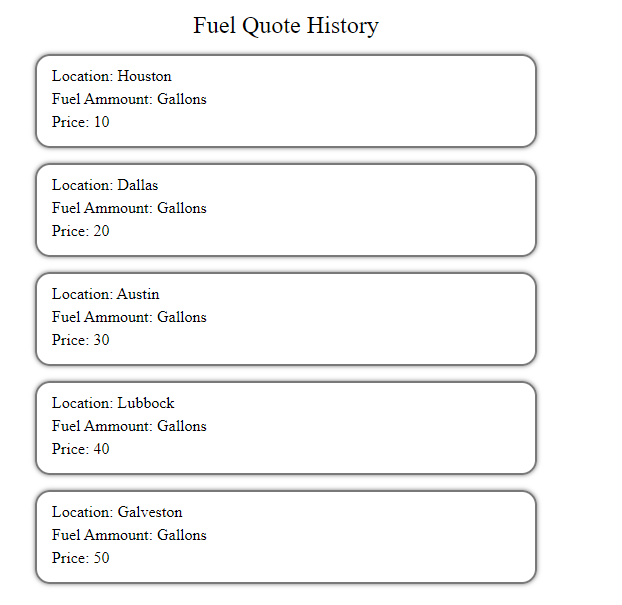 Fuel Quote History
Location: Houston
Fuel Ammount: Gallons
Price: 10
Location: Dallas
Fuel Ammount: Gallons
Price: 20
Location: Austin
Fuel Ammount: Gallons
Price: 30
Location: Lubbock
Fuel Ammount: Gallons
Price: 40
Location: Galveston
Fuel Ammount: Gallons
Price: 50